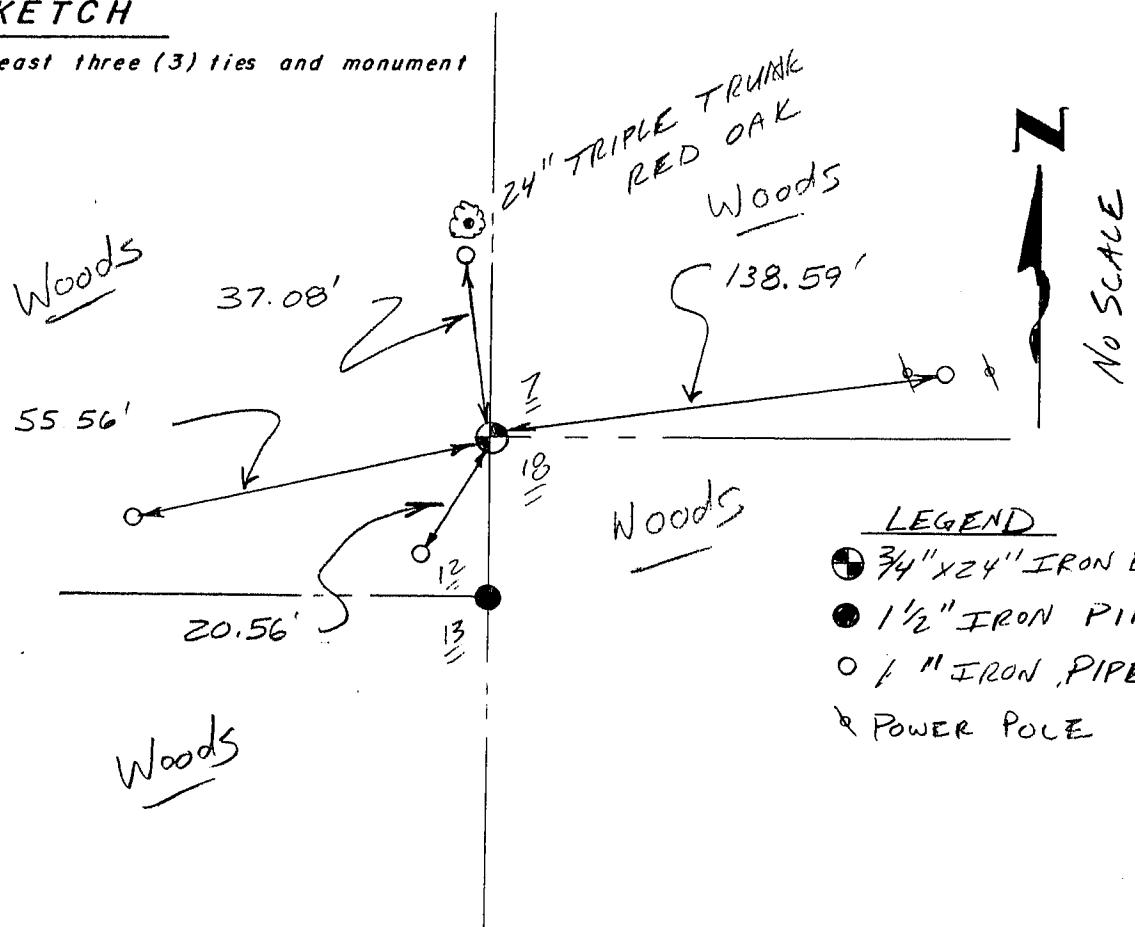 KETCH
east three (3) ties and monument
24" TRIPLE TRUNK
RED OAK
Woods
Woods
N
No SCALE
37.08'
138.59'
55.56'
7
18
Woods
12
13
20.56'
Woods
LEGEND
3/4" X 24" IRON
1 1/2" IRON
1" IRON PIPE
POWER POLE